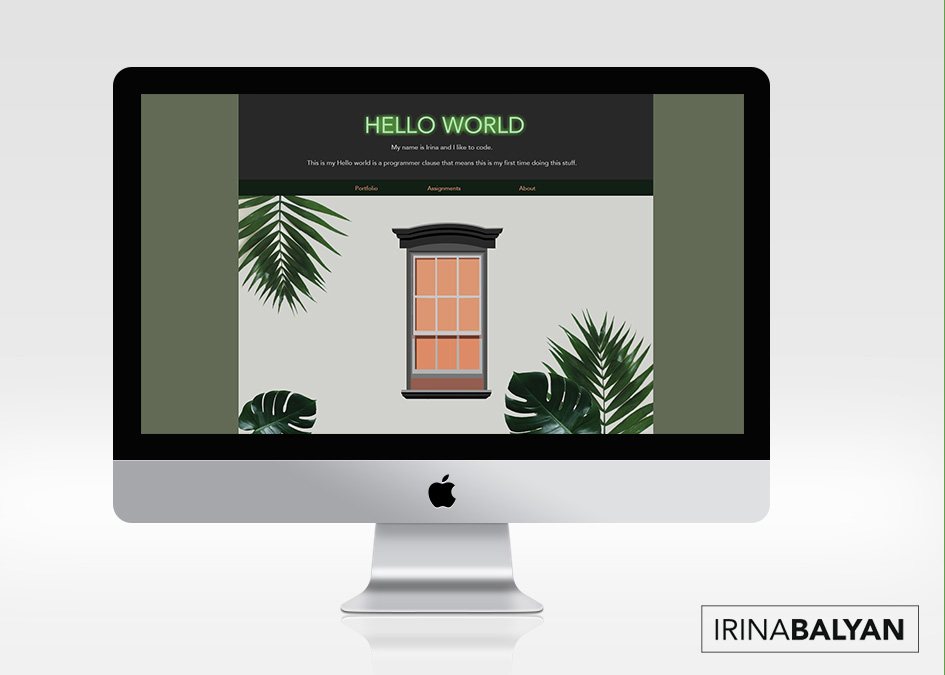 HELLO WORLD
My name is Irina and I like to code.
This is my Hello world is a programmer clause that means this is my first time doing this stuff.
Portfolio Assignments About
IRINABALYAN